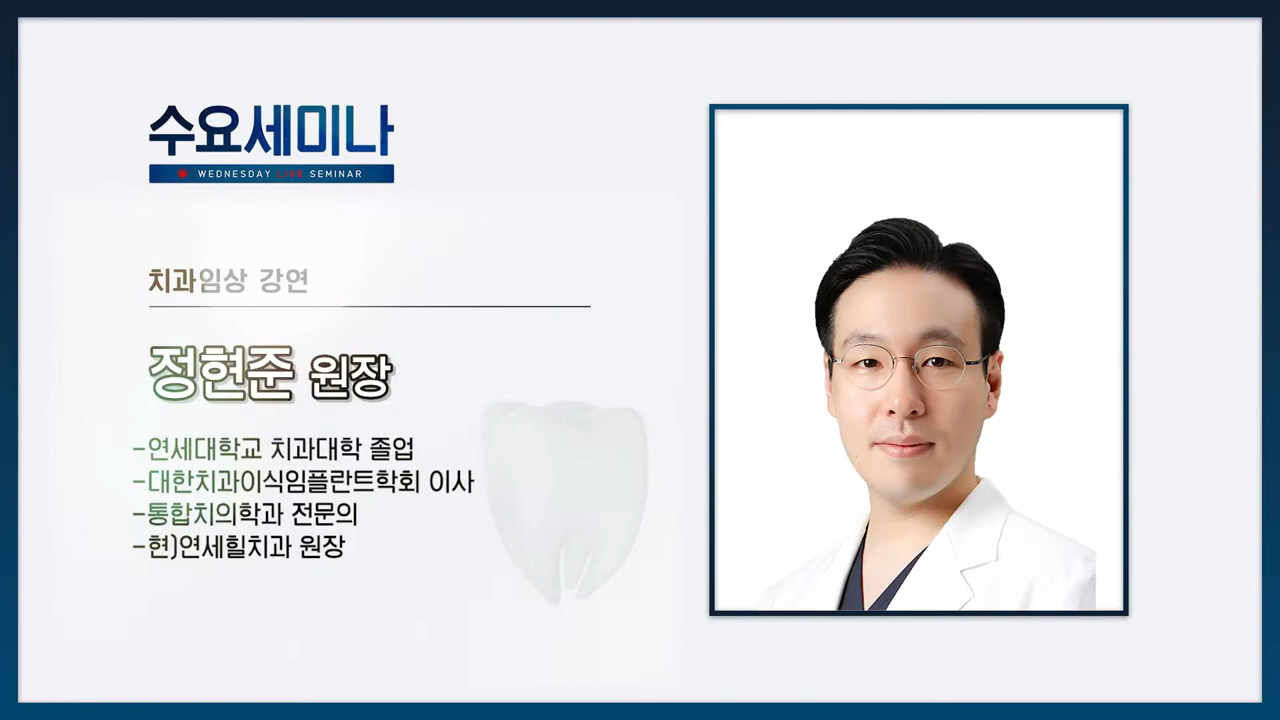 수요세미나
WEDNESDAY LIVE SEMINAR
치과임상 강연
정현준 원장
-연세대학교 치과대학 졸업
-대한치과이식임플란트학회 이사
-통합치의학과 전문의
-현)연세힐치과 원장